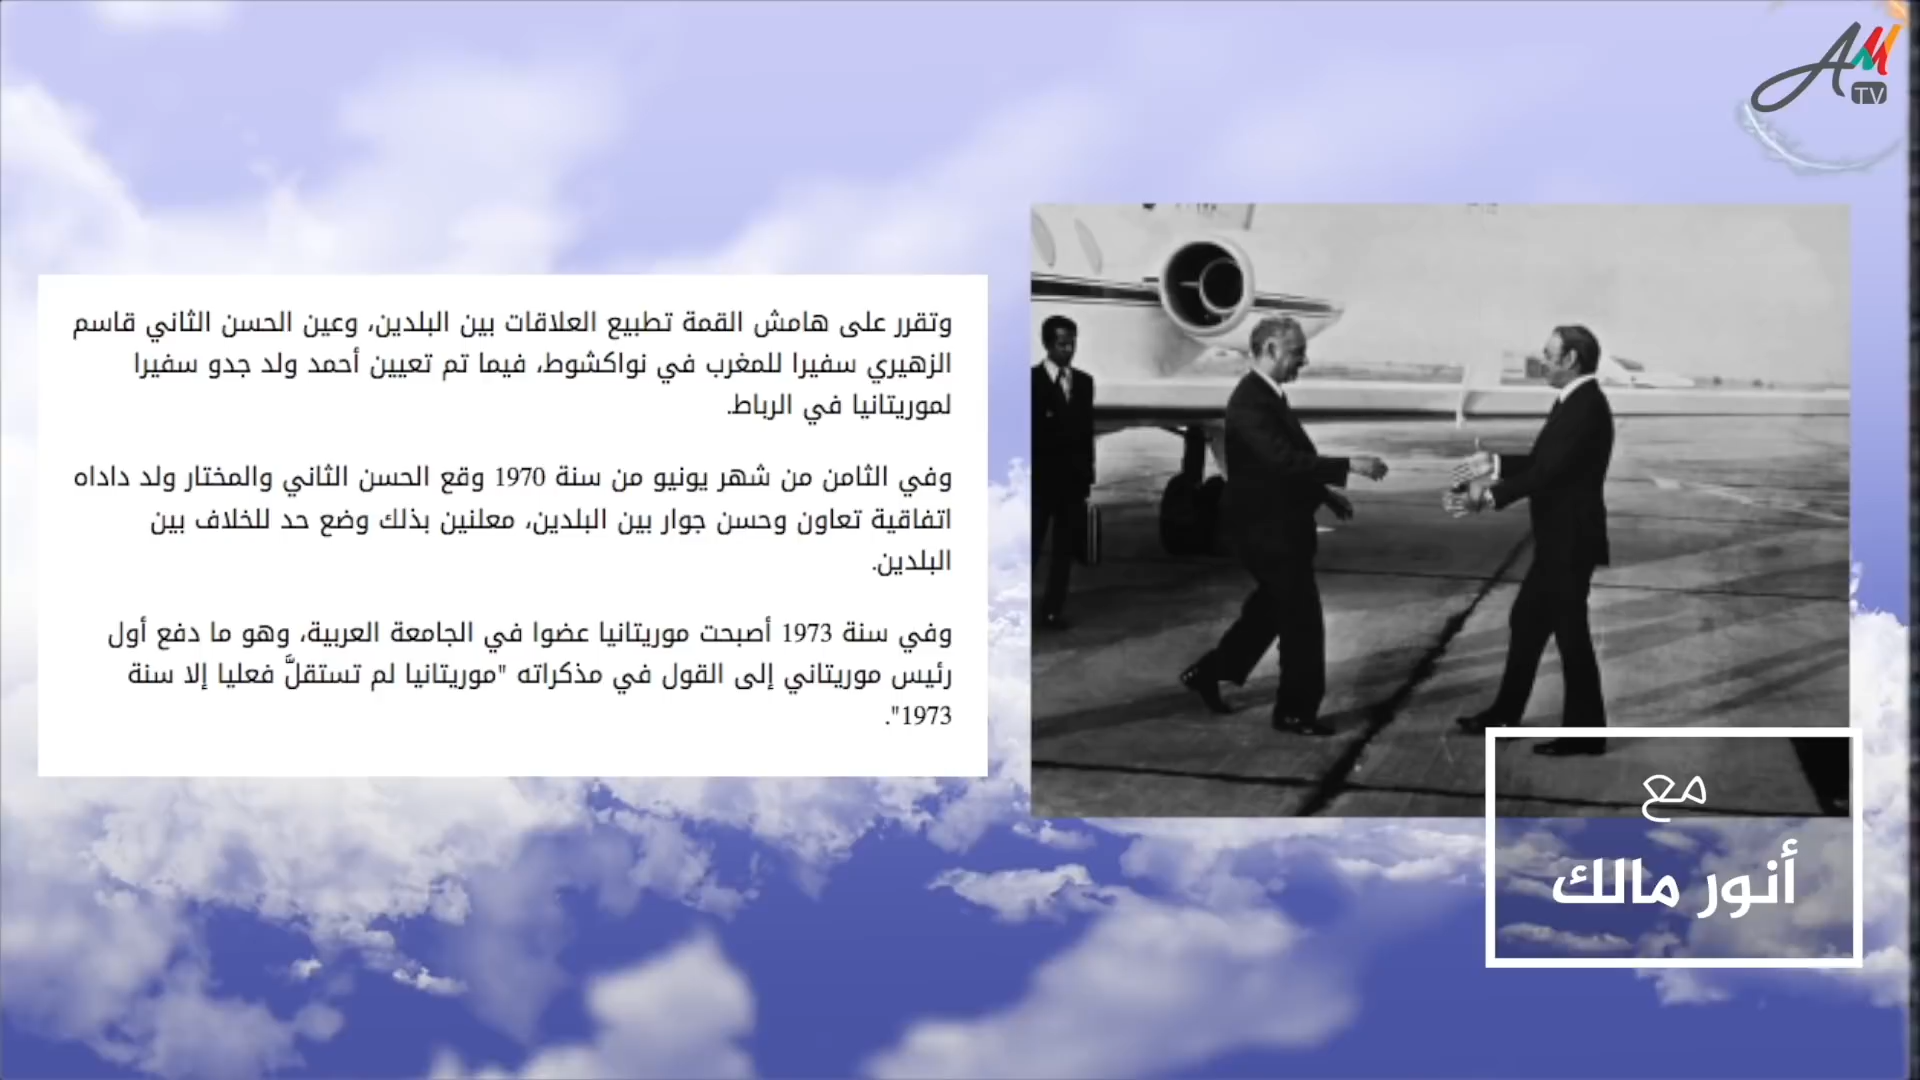 AM
TV
وتقرر على هامش القمة تطبيع العلاقات بين البلدين، وعين الحسن الثاني قاسم
الزهيري سفيرا للمغرب في نواكشوط، فيما تم تعيين أحمد ولد جدو سفيرا
لموريتانيا في الرباط.
وفي الثامن من شهر يونيو من سنة 1970 وقع الحسن الثاني والمختار ولد داداه
اتفاقية تعاون وحسن جوار بين البلدين، معلنين بذلك وضع حد للخلاف بين
البلدين.
وفي سنة 1973 أصبحت موريتانيا عضوا في الجامعة العربية، وهو ما دفع أول
رئيس موريتاني إلى القول في مذكراته "موريتانيا لم تستقلَّ فعليا إلا سنة
1973".
مع
أنور مالك